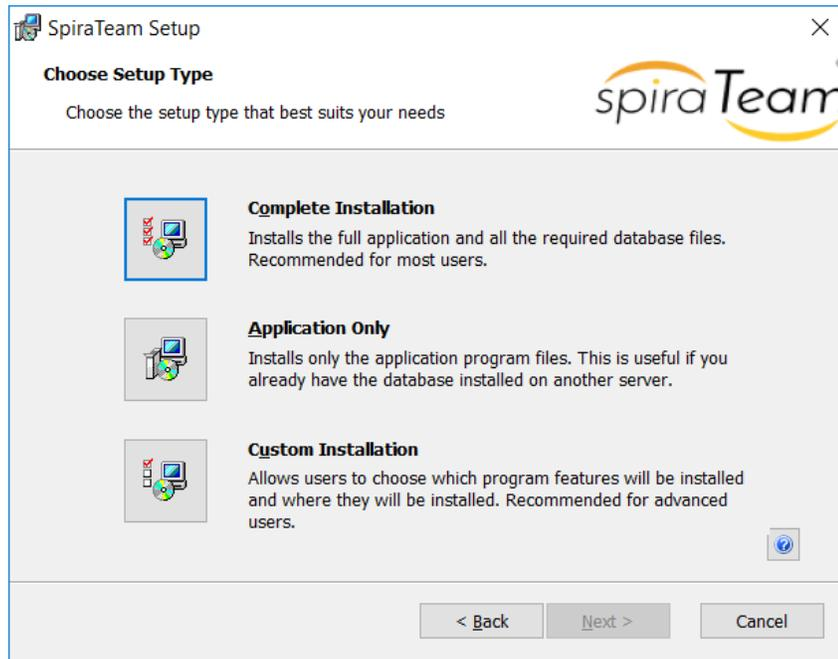 SpiraTeam Setup
Choose Setup Type
Choose the setup type that best suits your needs
spiraTeam
Complete Installation
Installs the full application and all the required database files.
Recommended for most users.
Application Only
Installs only the application program files. This is useful if you
already have the database installed on another server.
Custom Installation
Allows users to choose which program features will be installed
and where they will be installed. Recommended for advanced
users.
< Back
Next >
Cancel